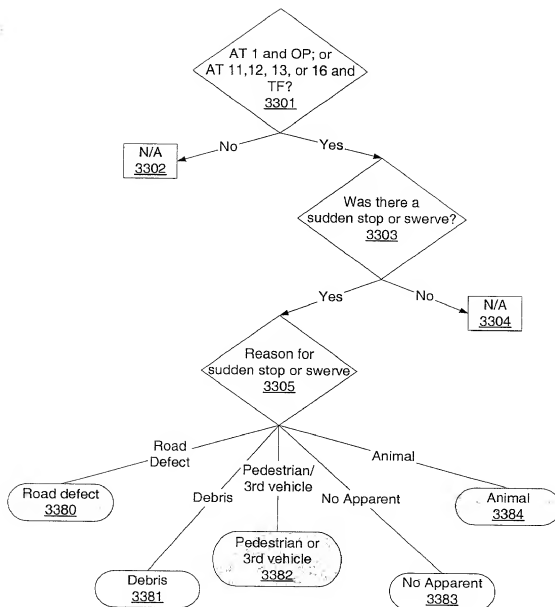 AT 1 and OP; or
AT 11,12, 13, or 16 and
TF?
3301
No
Yes
N/A
3302
Was there a
sudden stop or swerve?
3303
Yes
No
N/A
3304
Reason for
sudden stop or swerve
3305
Road
Defect
Debris
Pedestrian/
3rd vehicle
No Apparent
Animal
Road defect
3380
Debris
3381
Pedestrian or
3rd vehicle
3382
No Apparent
3383
Animal
3384